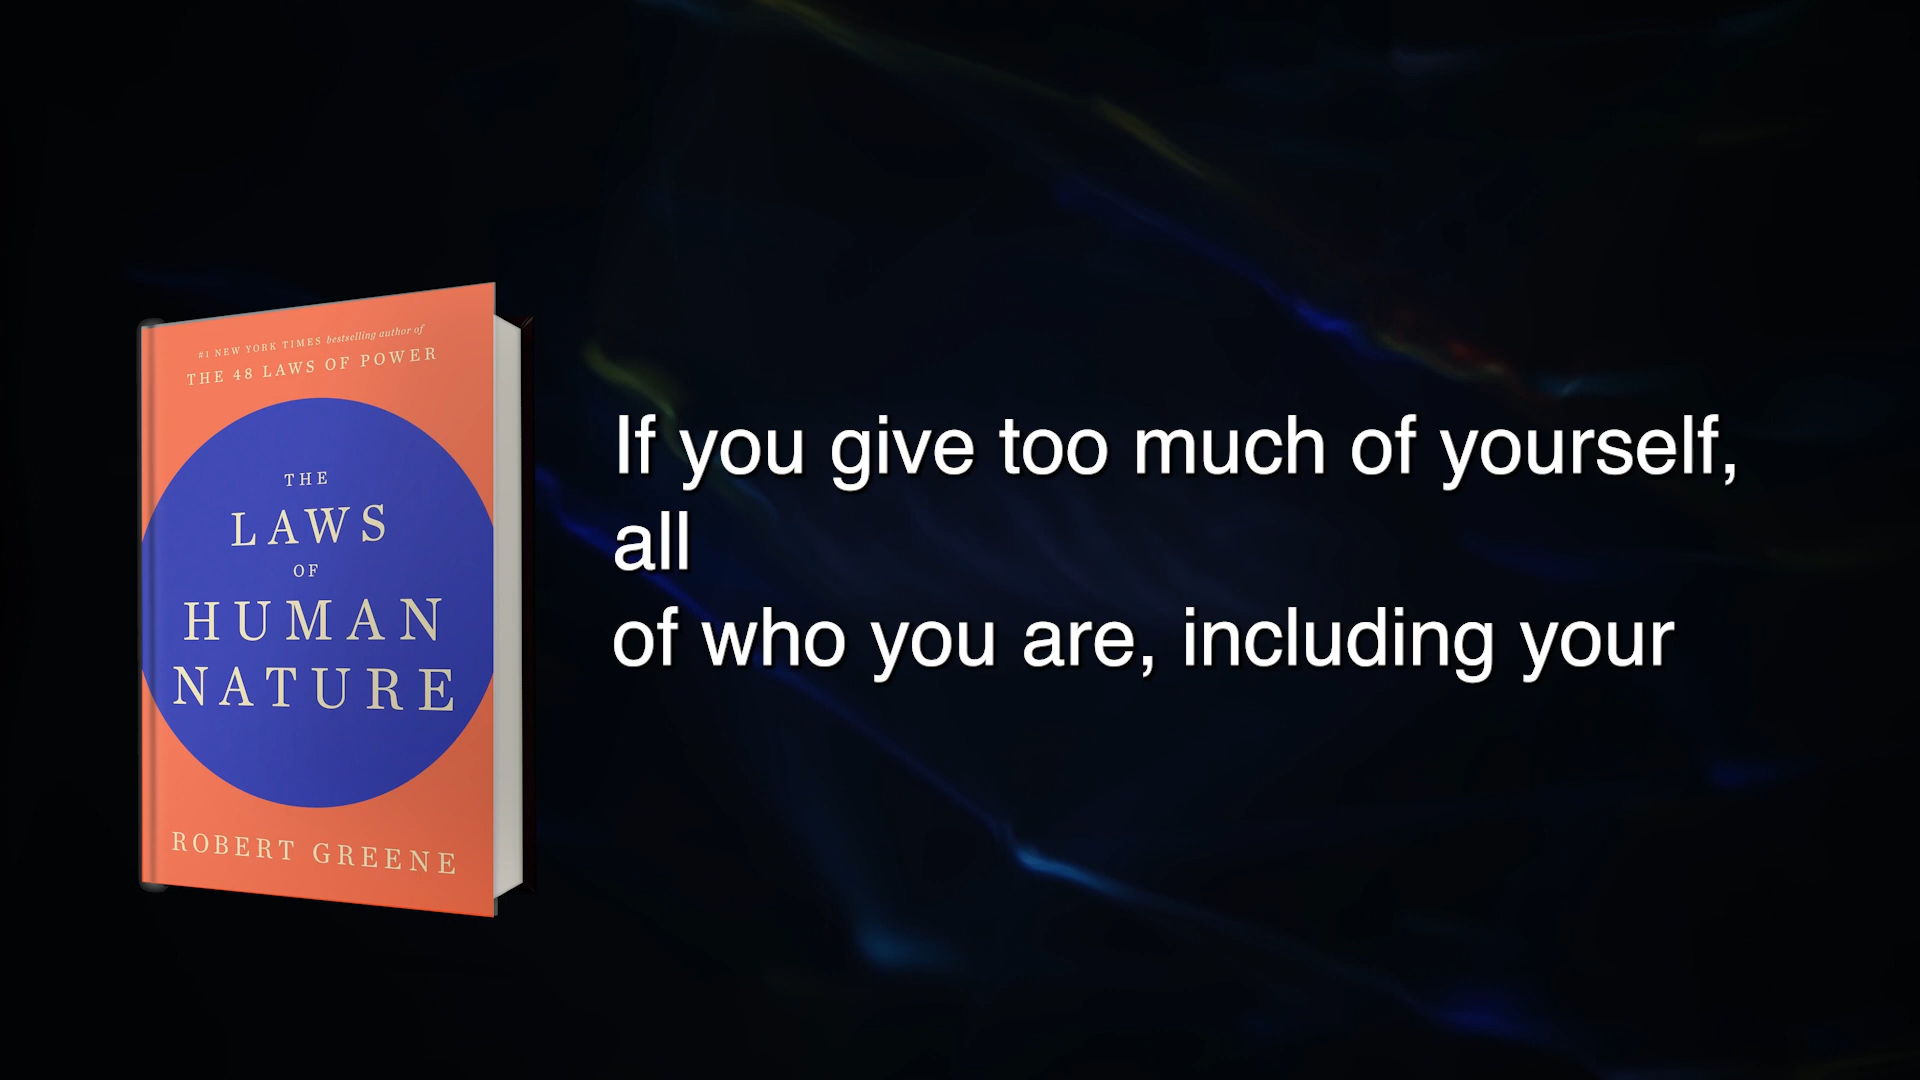 #1 NEW YORK TIMES bestselling author of
THE 48 LAWS OF POWER
THE
LAWS
OF
HUMAN
NATURE
ROBERT GREENE
If you give too much of yourself,
all
of who you are, including your